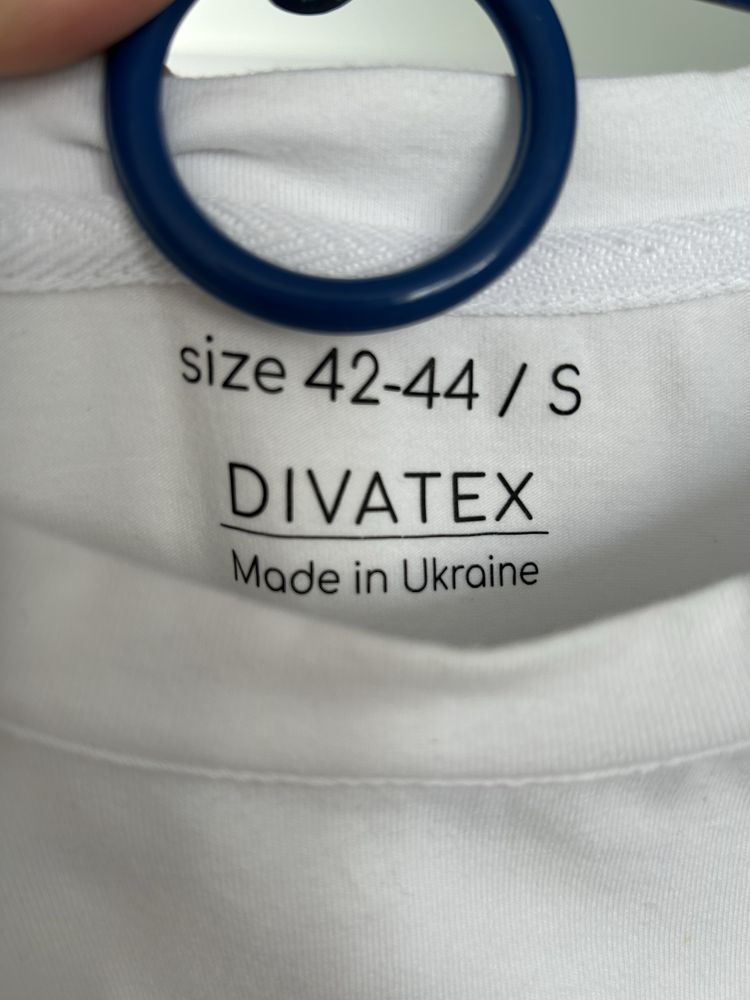 size 42-44 / S
DIVATEX
Made in Ukraine